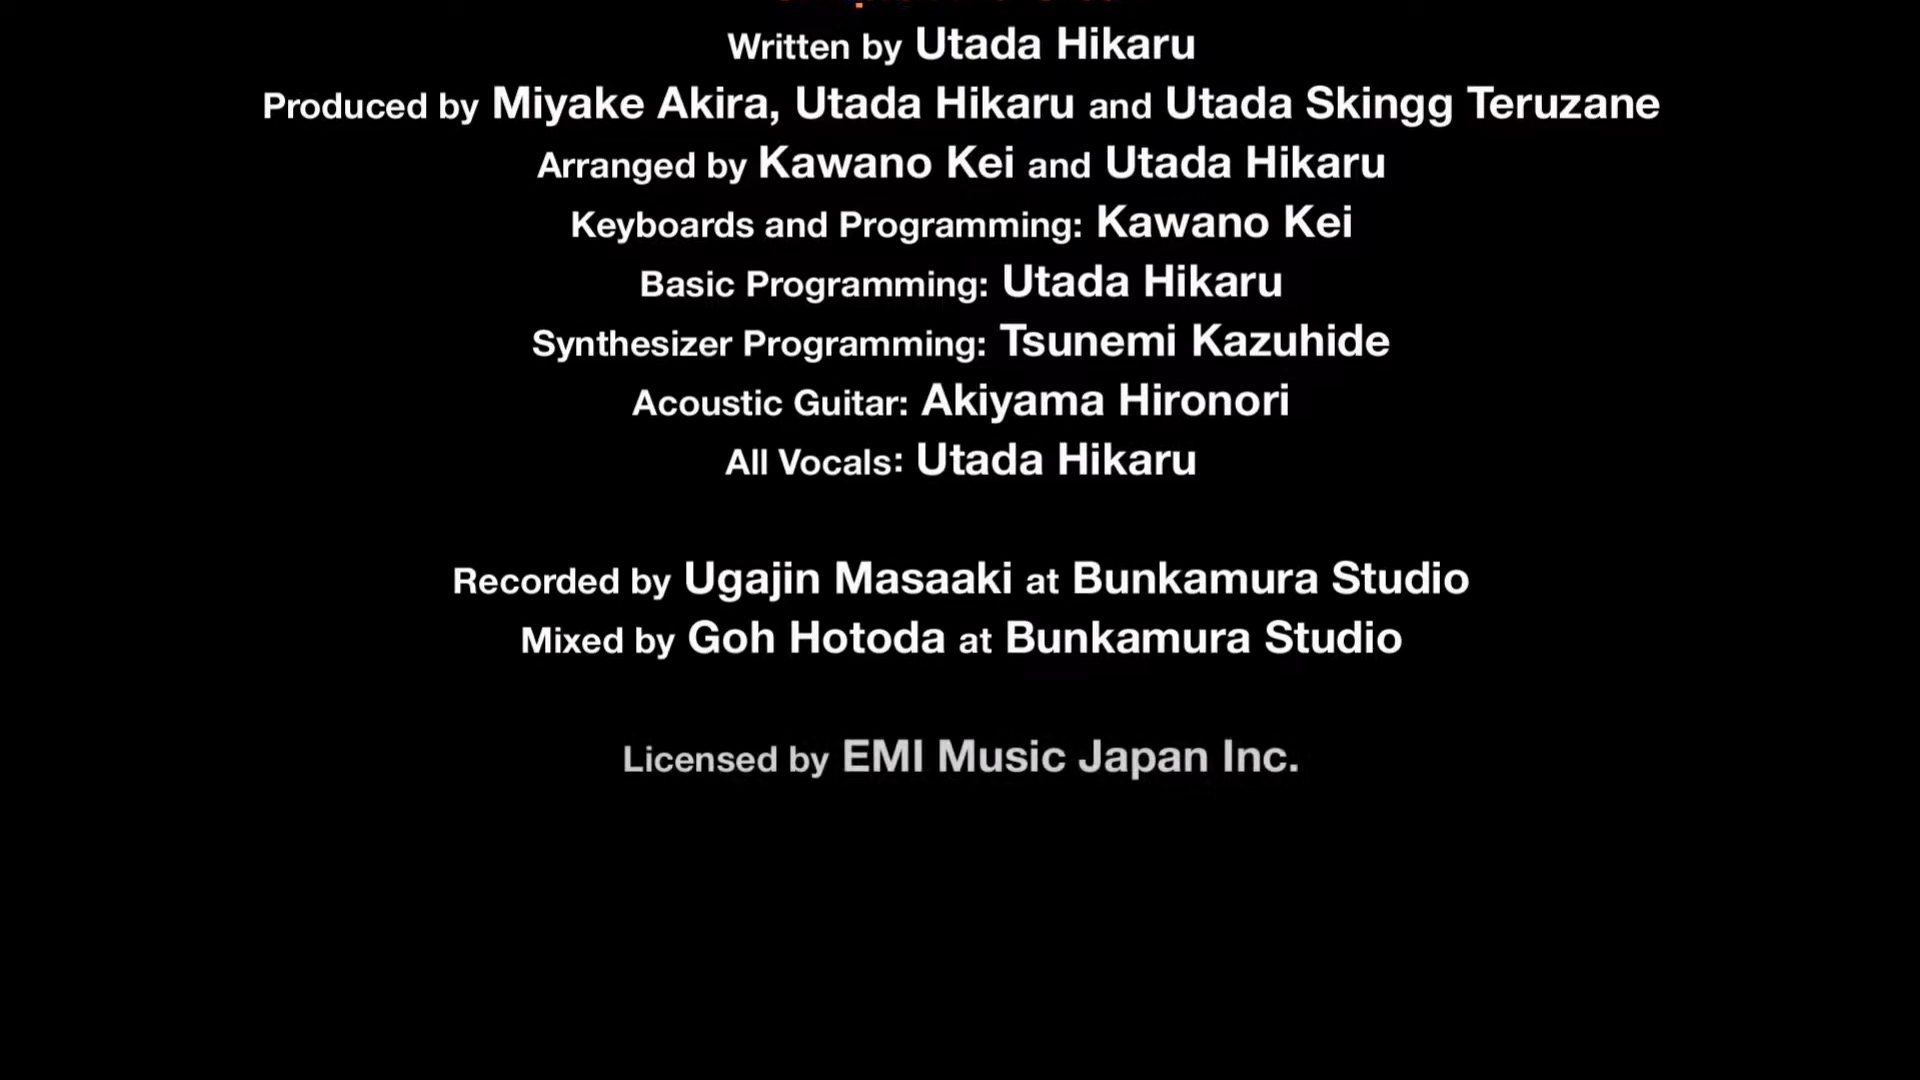 Written by Utada Hikaru
Produced by Miyake Akira, Utada Hikaru and Utada Skingg Teruzane
Arranged by Kawano Kei and Utada Hikaru
Keyboards and Programming: Kawano Kei
Basic Programming: Utada Hikaru
Synthesizer Programming: Tsunemi Kazuhide
Acoustic Guitar: Akiyama Hironori
All Vocals: Utada Hikaru
Recorded by Ugajin Masaaki at Bunkamura Studio
Mixed by Goh Hotoda at Bunkamura Studio
Licensed by EMI Music Japan Inc.